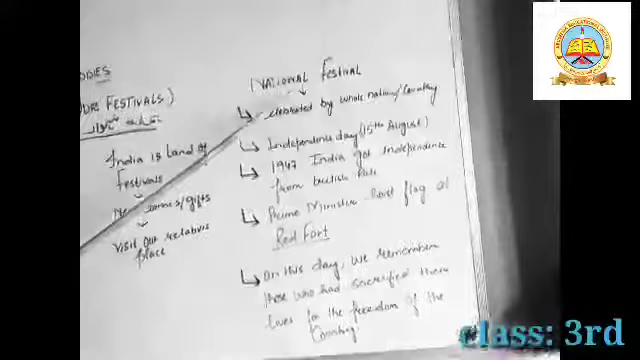 OUR FESTIVALS)
India is Land of
Festivals
/gifts
Visit our relatives
Place
NATIONAL FESTIVAL
celebrated by whole nation/Country
Independence day (15th August)
1947 India got independence
from British Rule
Prime Minister hoist flag at
Red Fort
On this day, we remember
those who had sacrificed there
lives for the freedom of the
Country.
class: 3rd